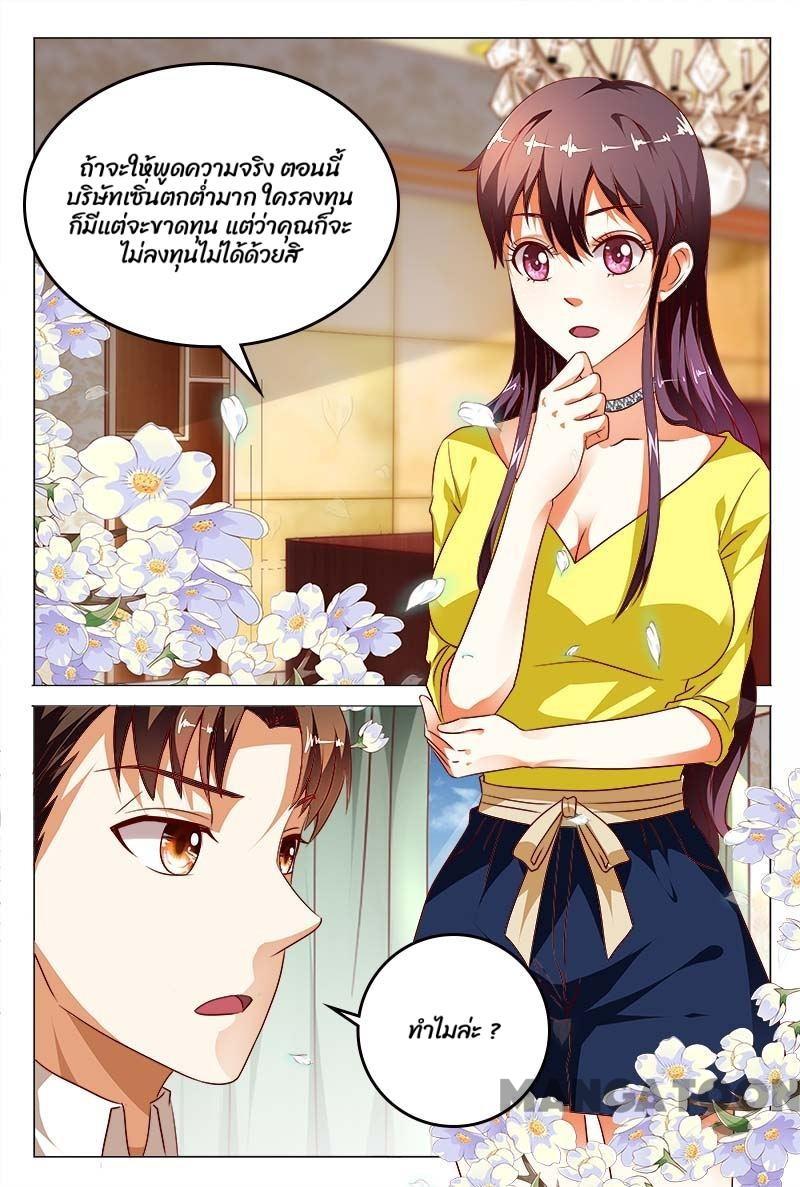 ถ้าจะให้พูดความจริง ตอนนี้
บริษัทเซิ่นตกต่ำมาก ใครลงทุน
ก็มีแต่จะขาดทุน แต่ว่าคุณก็จะ
ไม่ลงทุนไม่ได้ด้วยสิ
ทำไมล่ะ ?
MANGATOON